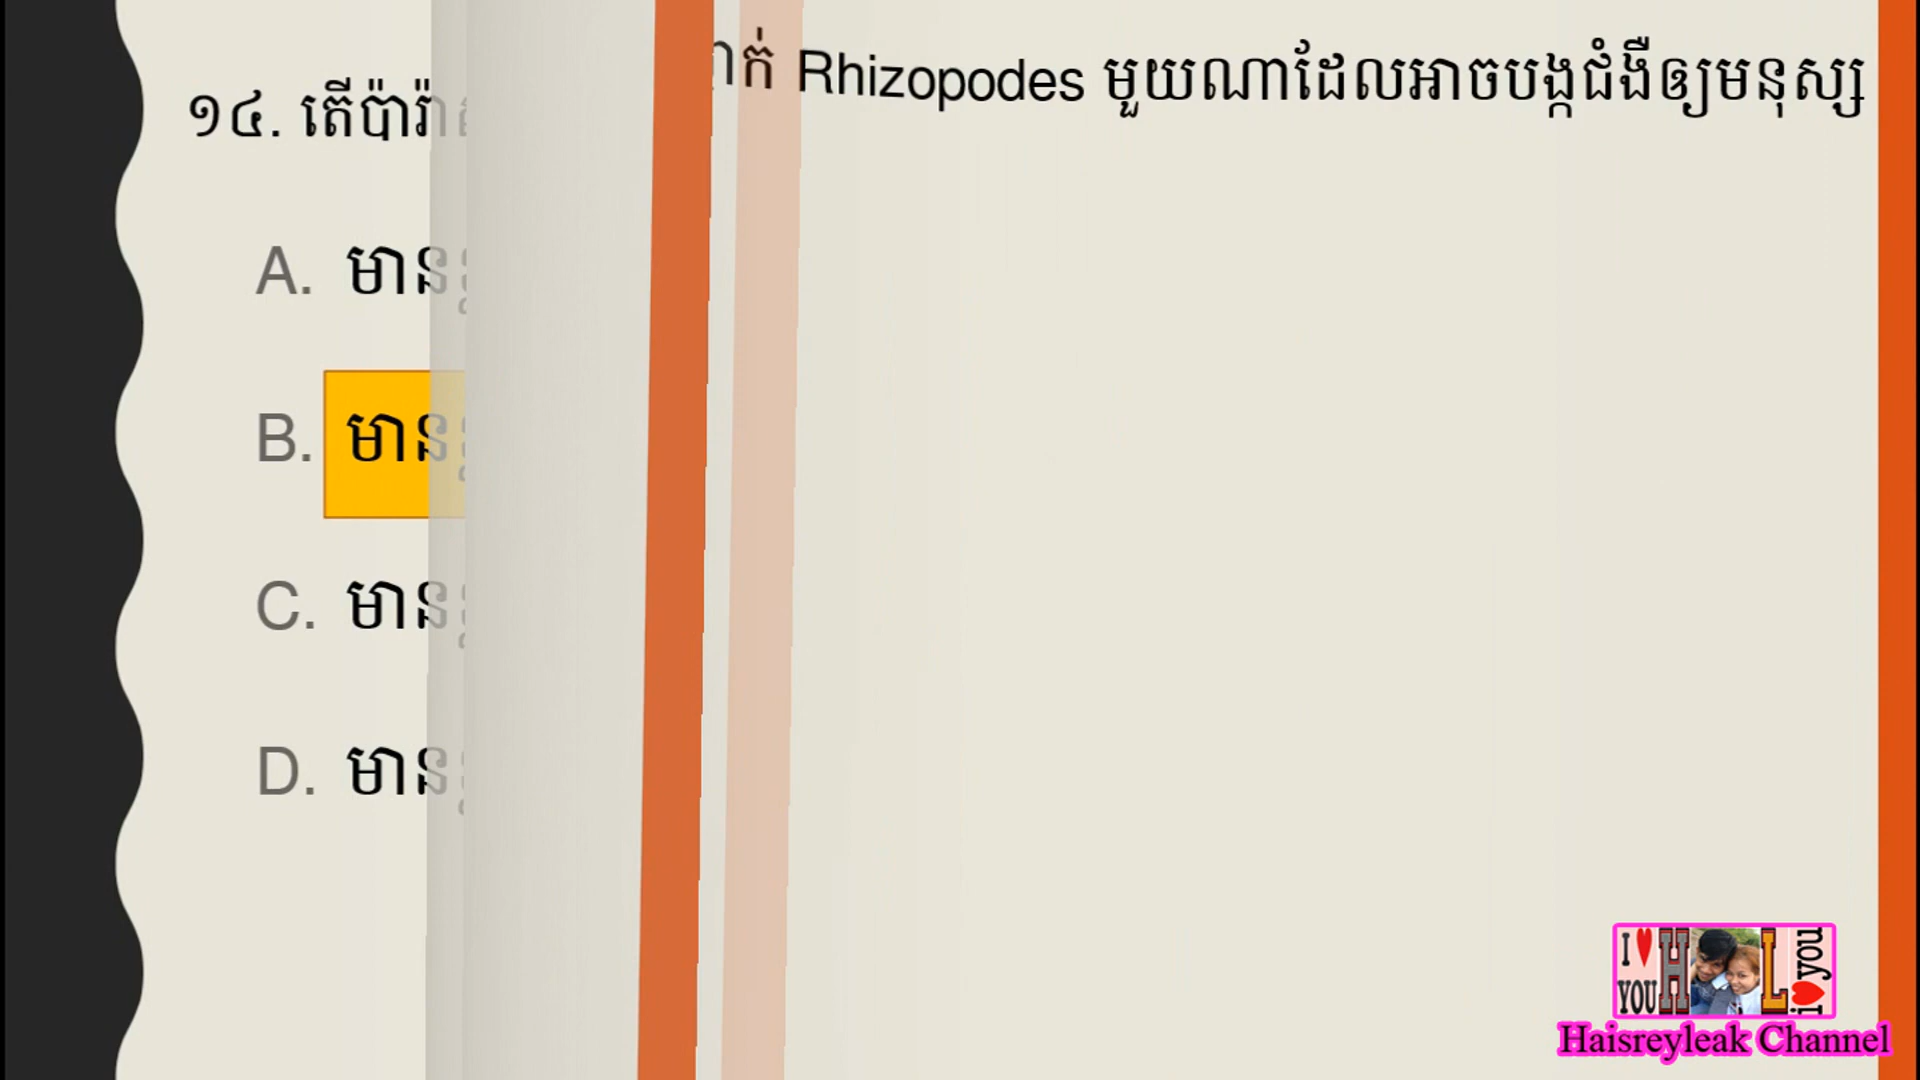 ១៤. តើប៉ារ៉ា
ក់ Rhizopodes មួយណាដែលអាចបង្កជំងឺឲ្យមនុស្ស
A. មាន
B. មាន
C. មាន
D. មាន
I ♥ YOU H L i ♥ you
Haisreyleak Channel